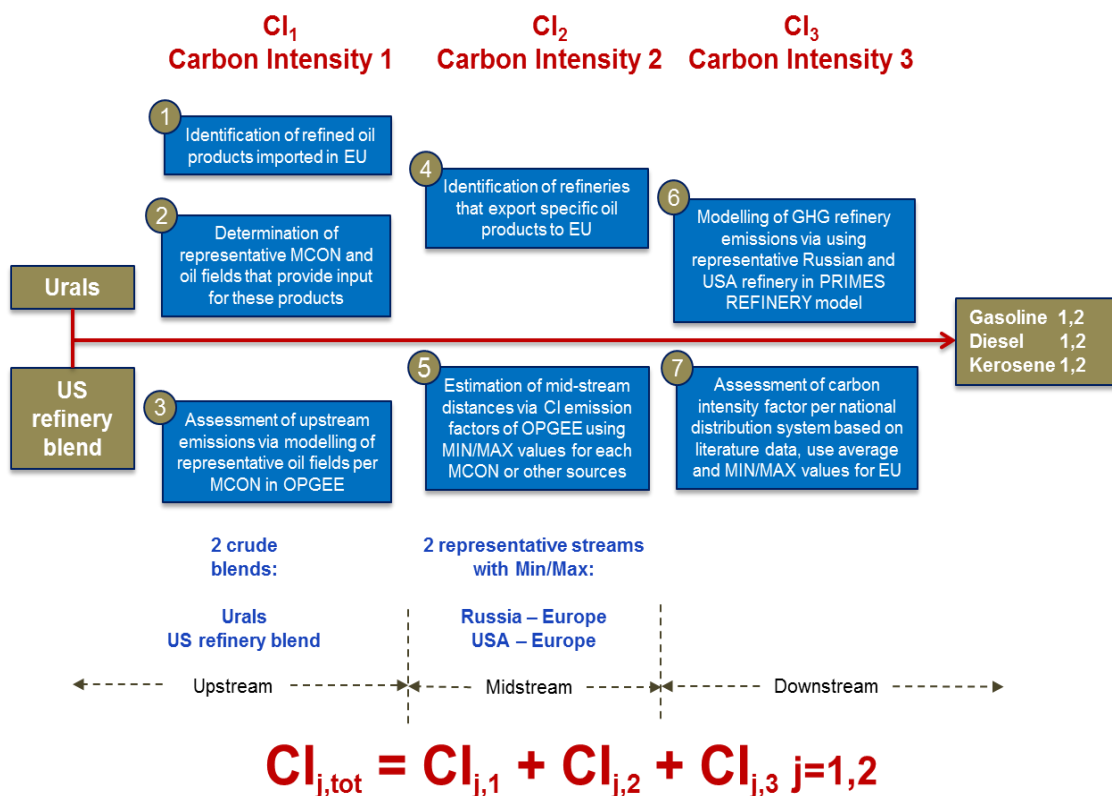 CI1
Carbon Intensity 1
CI2
Carbon Intensity 2
CI3
Carbon Intensity 3
1
Identification of refined oil
products imported in EU
2
Determination of
representative MCON and
oil fields that provide input
for these products
3
Assessment of upstream
emissions via modelling of
representative oil fields per
MCON in OPGEE
4
Identification of refineries
that export specific oil
products to EU
5
Estimation of mid-stream
distances via CI emission
factors of OPGEE using
MIN/MAX values for each
MCON or other sources
6
Modelling of GHG refinery
emissions via using
representative Russian and
USA refinery in PRIMES
REFINERY model
7
Assessment of carbon
intensity factor per national
distribution system based on
literature data, use average
and MIN/MAX values for EU
Urals
US
refinery
blend
Gasoline 1,2
Diesel 1,2
Kerosene 1,2
2 crude
blends:
Urals
US refinery blend
2 representative streams
with Min/Max:
Russia – Europe
USA – Europe
Upstream
Midstream
Downstream
CIj,tot = CIj,1 + CIj,2 + CIj,3 j=1,2